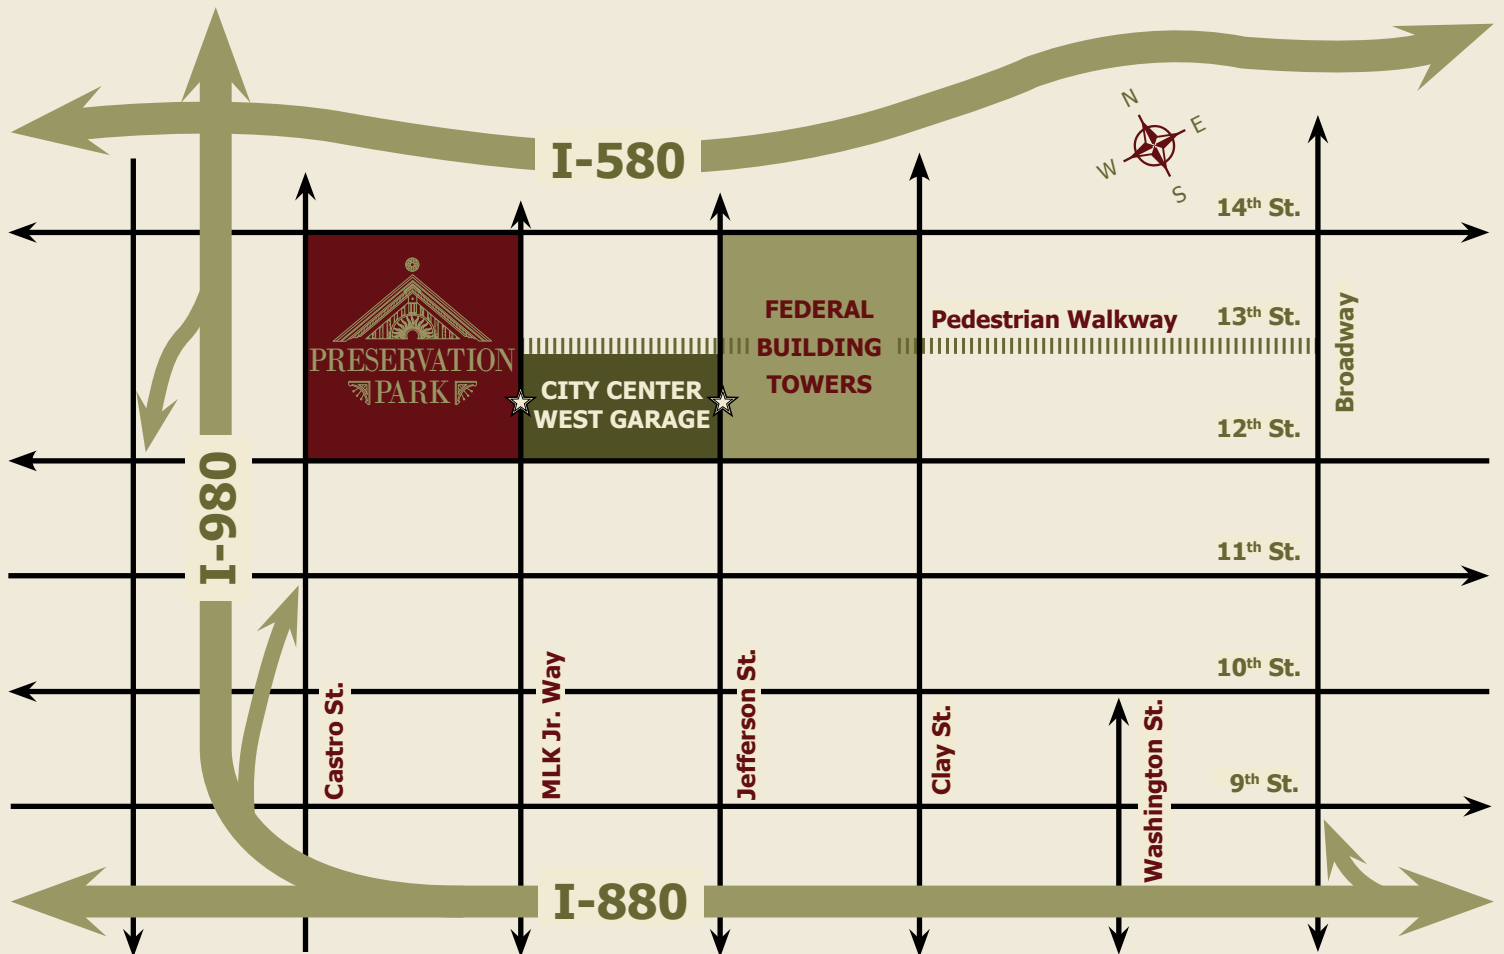 N
E
W
S
I-580
14th St.
FEDERAL
BUILDING
TOWERS
Pedestrian Walkway
13th St.
Broadway
PRESERVATION
PARK
CITY CENTER
WEST GARAGE
12th St.
I-980
11th St.
10th St.
Castro St.
MLK Jr. Way
Jefferson St.
Clay St.
Washington St.
9th St.
I-880